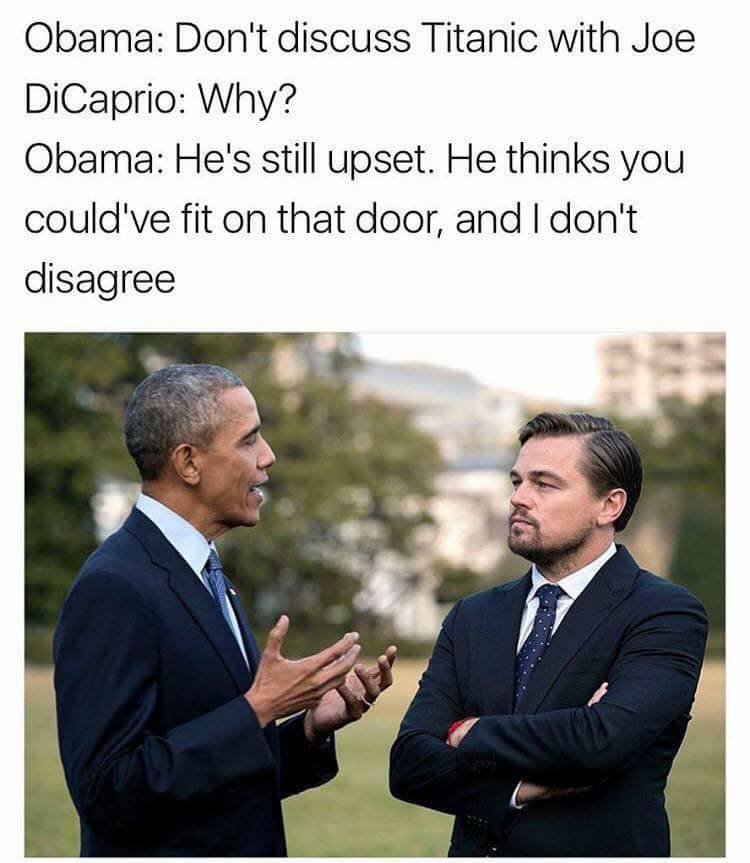 Obama: Don't discuss Titanic with Joe
DiCaprio: Why?
Obama: He's still upset. He thinks you
could've fit on that door, and I don't
disagree